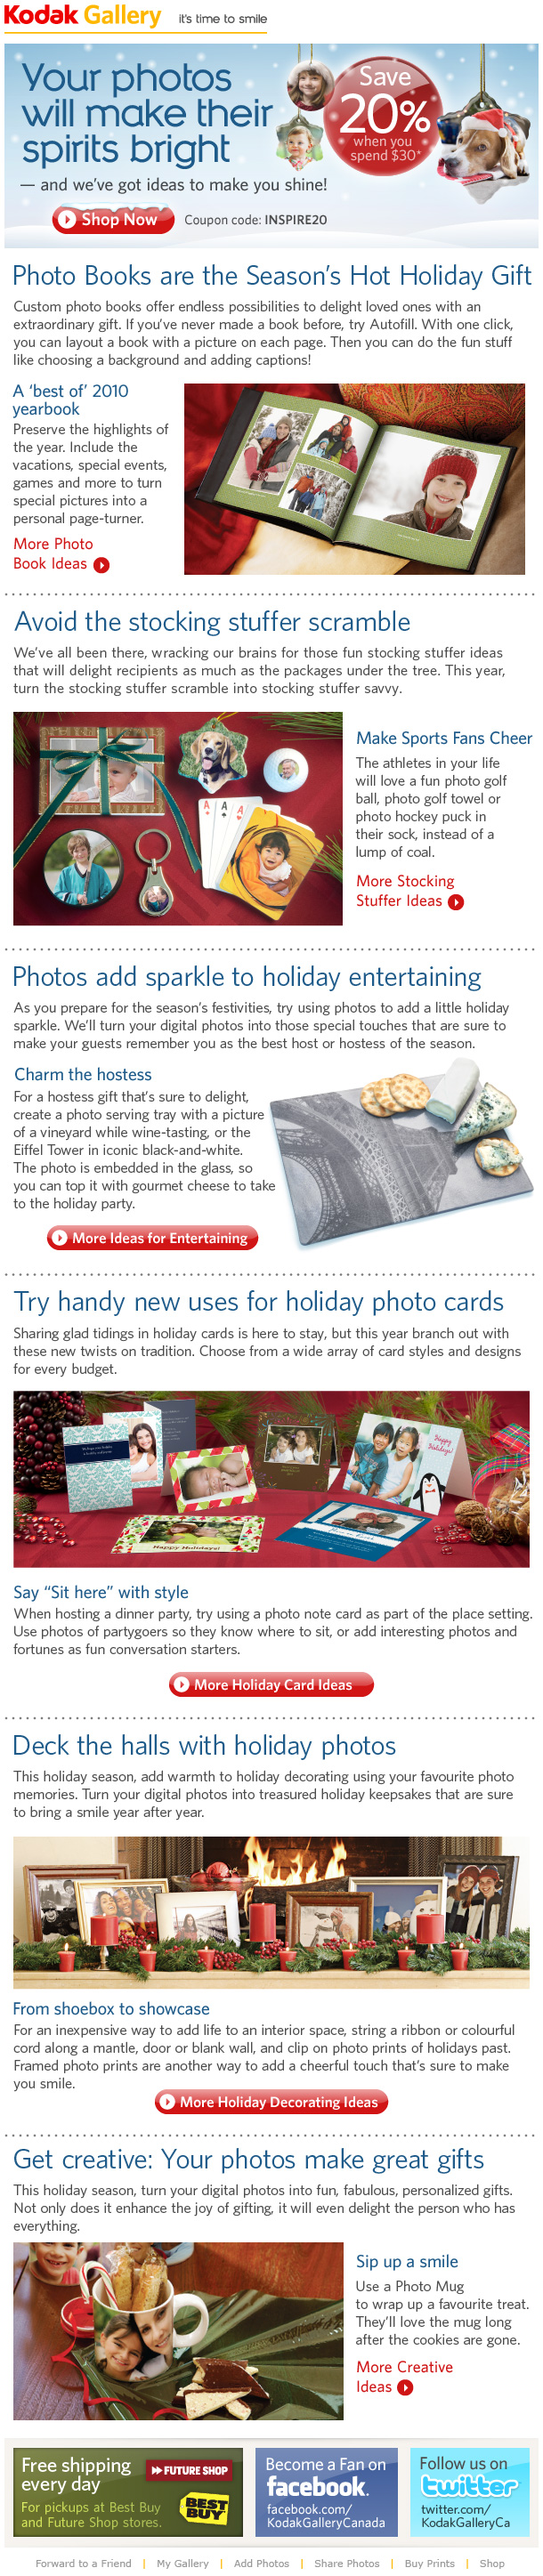 Kodak Gallery it's time to smile
Your photos
will make their
spirits bright
— and we've got ideas to make you shine!
Save
20%
when you
spend $30*
Shop Now Coupon code: INSPIRE20
Photo Books are the Season's Hot Holiday Gift
Custom photo books offer endless possibilities to delight loved ones with an
extraordinary gift. If you've never made a book before, try Autofill. With one click,
you can layout a book with a picture on each page. Then you can do the fun stuff
like choosing a background and adding captions!
A 'best of' 2010
yearbook
Preserve the highlights of
the year. Include the
vacations, special events,
games and more to turn
special pictures into a
personal page-turner.
More Photo
Book Ideas
Avoid the stocking stuffer scramble
We've all been there, wracking our brains for those fun stocking stuffer ideas
that will delight recipients as much as the packages under the tree. This year,
turn the stocking stuffer scramble into stocking stuffer savvy.
A A A
Make Sports Fans Cheer
The athletes in your life
will love a fun photo golf
ball, photo golf towel or
photo hockey puck in
their sock, instead of a
lump of coal.
More Stocking
Stuffer Ideas
Photos add sparkle to holiday entertaining
As you prepare for the season's festivities, try using photos to add a little holiday
sparkle. We'll turn your digital photos into those special touches that are sure to
make your guests remember you as the best host or hostess of the season.
Charm the hostess
For a hostess gift that's sure to delight,
create a photo serving tray with a picture
of a vineyard while wine-tasting, or the
Eiffel Tower in iconic black-and-white.
The photo is embedded in the glass, so
you can top it with gourmet cheese to take
to the holiday party.
More Ideas for Entertaining
Try handy new uses for holiday photo cards
Sharing glad tidings in holiday cards is here to stay, but this year branch out with
these new twists on tradition. Choose from a wide array of card styles and designs
for every budget.
Happy
Holidays!
Happy Holidays!
Say "Sit here" with style
When hosting a dinner party, try using a photo note card as part of the place setting.
Use photos of partygoers so they know where to sit, or add interesting photos and
fortunes as fun conversation starters.
More Holiday Card Ideas
Deck the halls with holiday photos
This holiday season, add warmth to holiday decorating using your favourite photo
memories. Turn your digital photos into treasured holiday keepsakes that are sure
to bring a smile year after year.
From shoebox to showcase
For an inexpensive way to add life to an interior space, string a ribbon or colourful
cord along a mantle, door or blank wall, and clip on photo prints of holidays past.
Framed photo prints are another way to add a cheerful touch that's sure to make
you smile.
More Holiday Decorating Ideas
Get creative: Your photos make great gifts
This holiday season, turn your digital photos into fun, fabulous, personalized gifts.
Not only does it enhance the joy of gifting, it will even delight the person who has
everything.
Sip up a smile
Use a Photo Mug
to wrap up a favourite treat.
They'll love the mug long
after the cookies are gone.
More Creative
Ideas
Free shipping
every day
FUTURE SHOP
For pickups at Best Buy
and Future Shop stores.
BEST
BUY
Become a Fan on
facebook.
facebook.com/
KodakGalleryCanada
Follow us on
twitter
twitter.com/
KodakGalleryCa
Forward to a Friend | My Gallery | Add Photos | Share Photos | Buy Prints | Shop